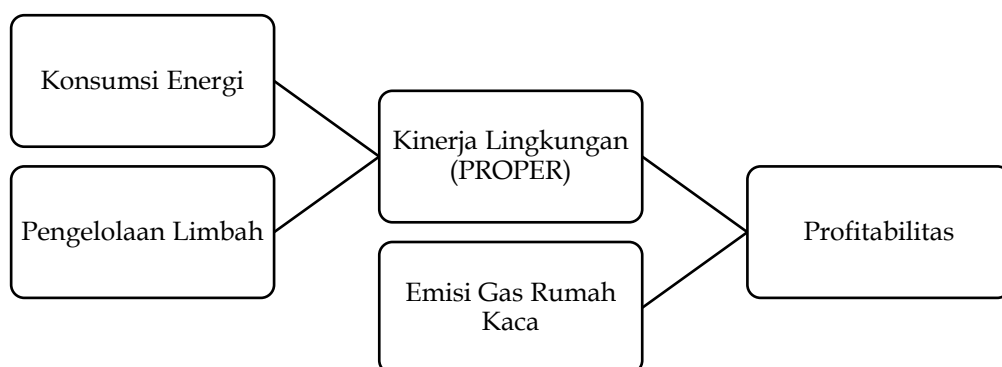 Konsumsi Energi
Pengelolaan Limbah
Kinerja Lingkungan
(PROPER)
Emisi Gas Rumah
Kaca
Profitabilitas